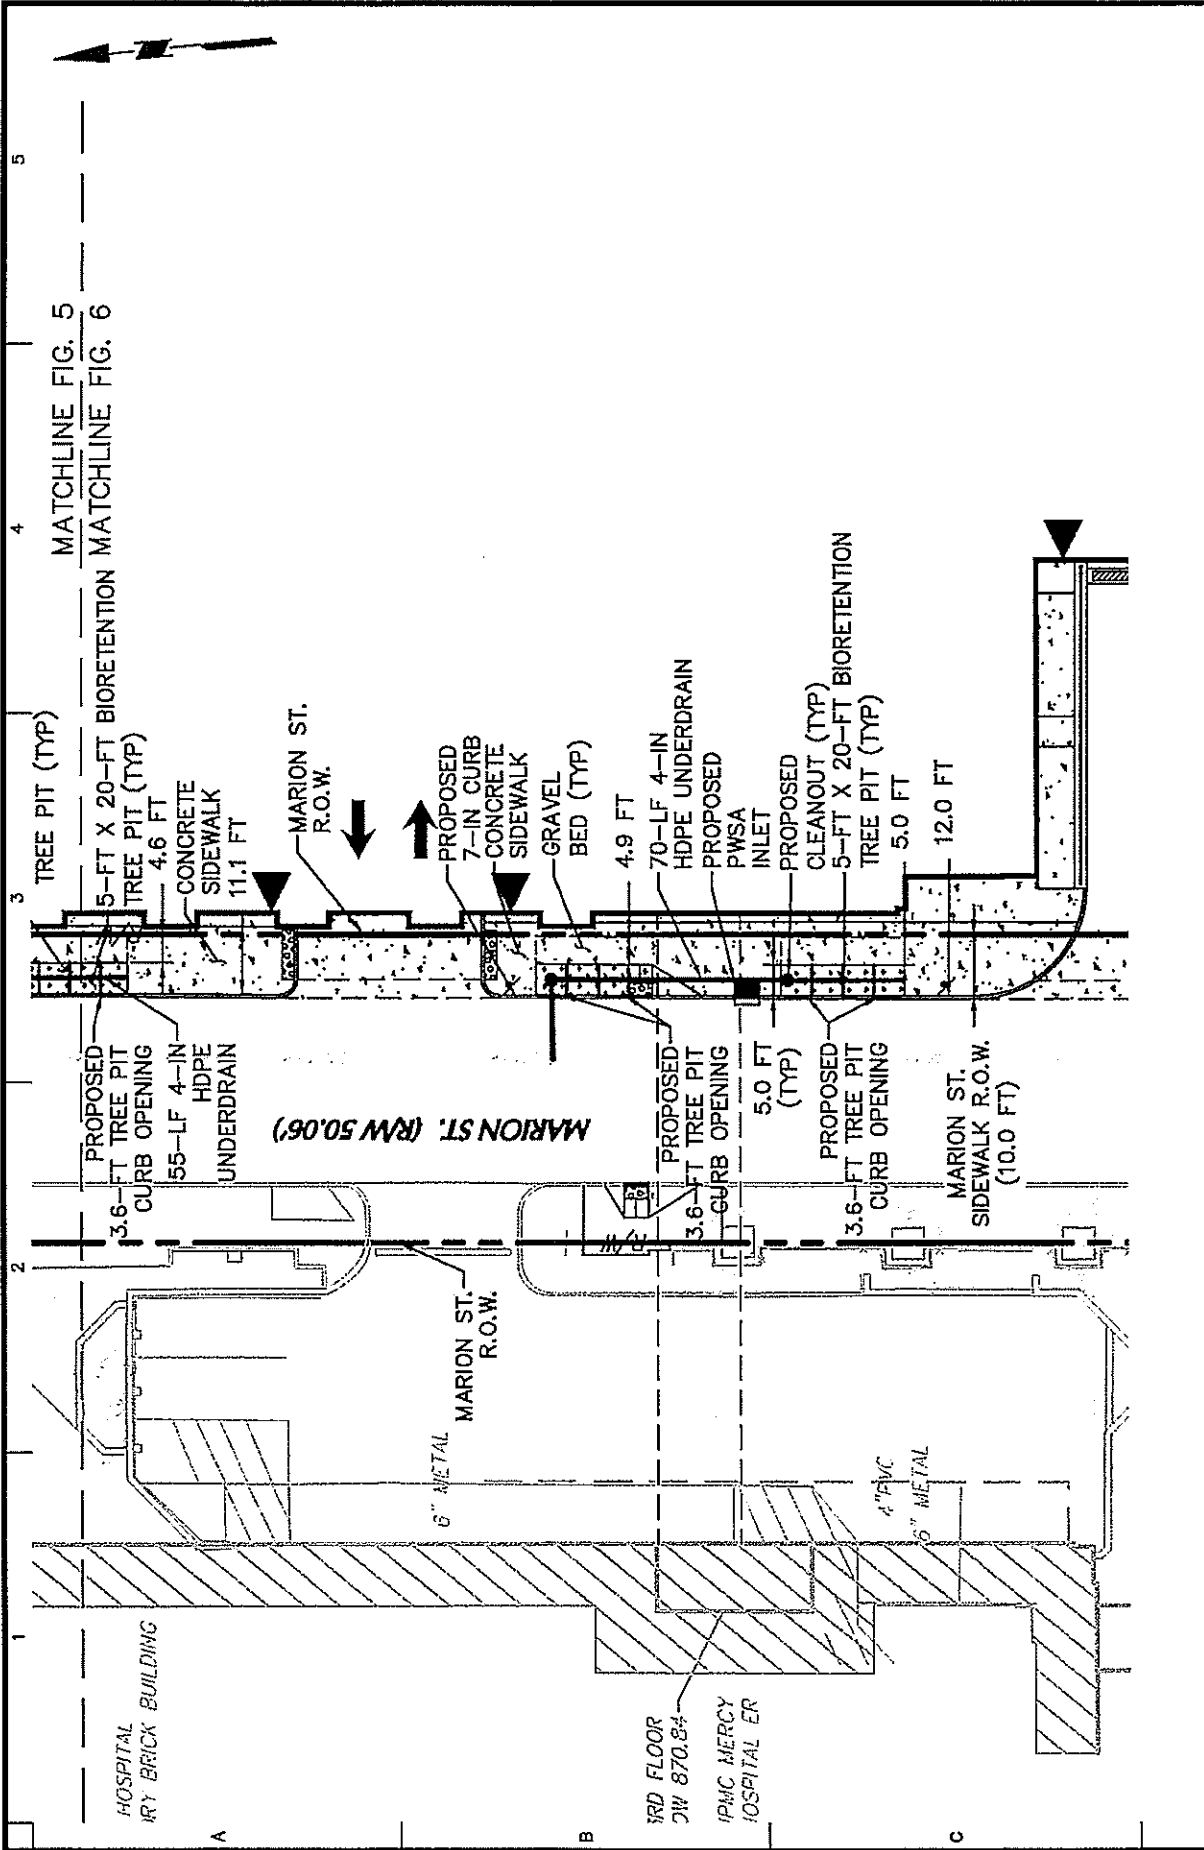 5
4
3
2
1
A
B
C
N
MATCHLINE FIG. 5
MATCHLINE FIG. 6
TREE PIT (TYP)
5-FT X 20-FT BIORETENTION
TREE PIT (TYP)
4.6 FT
CONCRETE
SIDEWALK
11.1 FT
MARION ST.
R.O.W.
PROPOSED
7-IN CURB
CONCRETE
SIDEWALK
GRAVEL
BED (TYP)
4.9 FT
70-LF 4-IN
HDPE UNDERDRAIN
PROPOSED
PWSA
INLET
PROPOSED
CLEANOUT (TYP)
5-FT X 20-FT BIORETENTION
TREE PIT (TYP)
5.0 FT
12.0 FT
PROPOSED
3.6-FT TREE PIT
CURB OPENING
55-LF 4-IN
HDPE
UNDERDRAIN
MARION ST. (R/W 50.06')
PROPOSED
3.6-FT TREE PIT
CURB OPENING
5.0 FT
(TYP)
PROPOSED
3.6-FT TREE PIT
CURB OPENING
MARION ST.
SIDEWALK R.O.W.
(10.0 FT)
MARION ST.
R.O.W.
6" METAL
4"PVC
6" METAL
HOSPITAL
RY BRICK BUILDING
RD FLOOR
OW 870.84
PMC MERCY
HOSPITAL ER